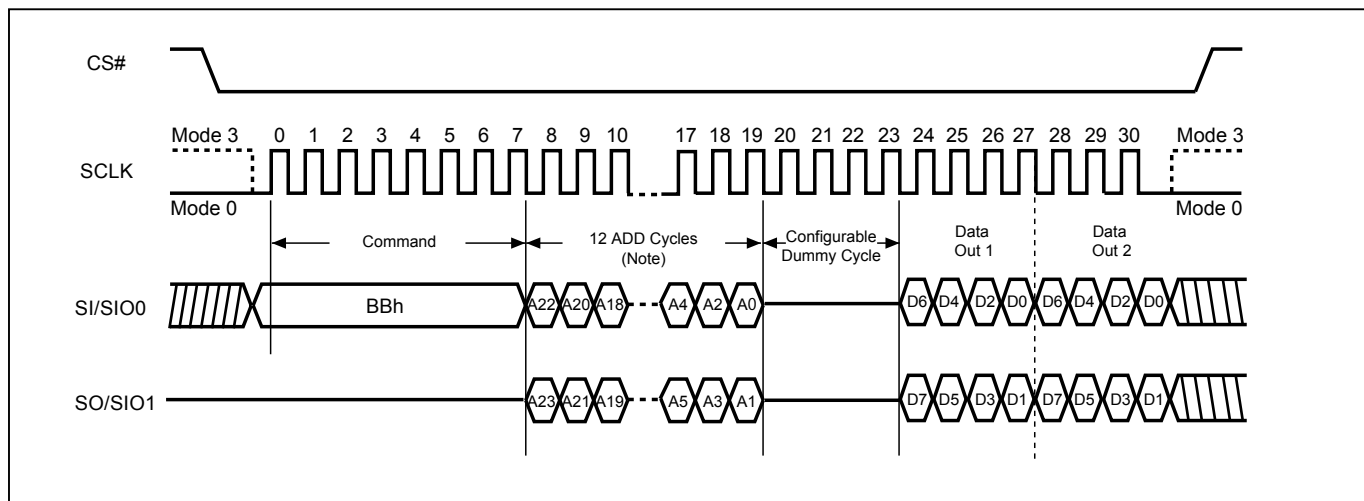 CS#
Mode 3 0 1 2 3 4 5 6 7 8 9 10 17 18 19 20 21 22 23 24 25 26 27 28 29 30 Mode 3
SCLK
Mode 0 Mode 0
Command 12 ADD Cycles (Note) Configurable Dummy Cycle Data Out 1 Data Out 2
SI/SIO0 BBh A22 A20 A18 A4 A2 A0 D6 D4 D2 D0 D6 D4 D2 D0
SO/SIO1 A23 A21 A19 A5 A3 A1 D7 D5 D3 D1 D7 D5 D3 D1